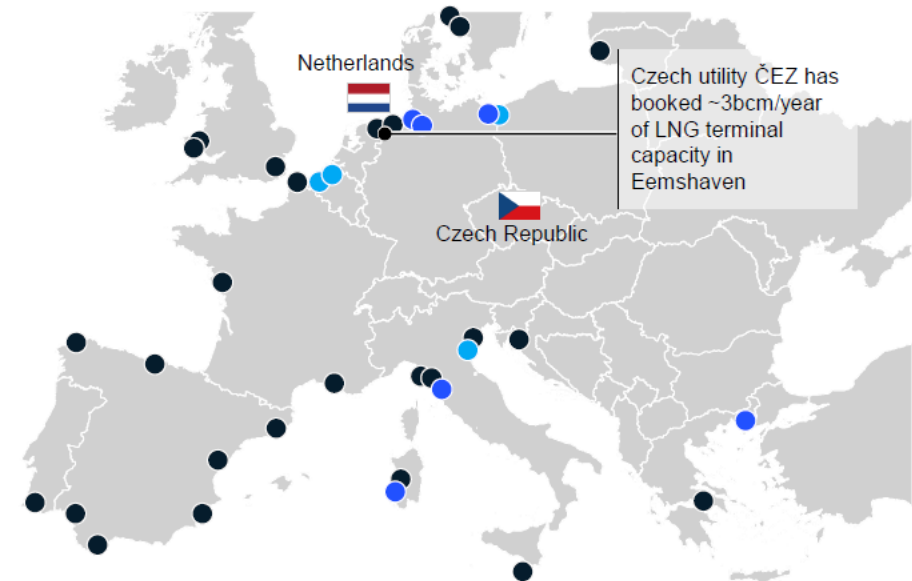 Netherlands
Czech utility ČEZ has
booked ~3bcm/year
of LNG terminal
capacity in
Eemshaven
Czech Republic